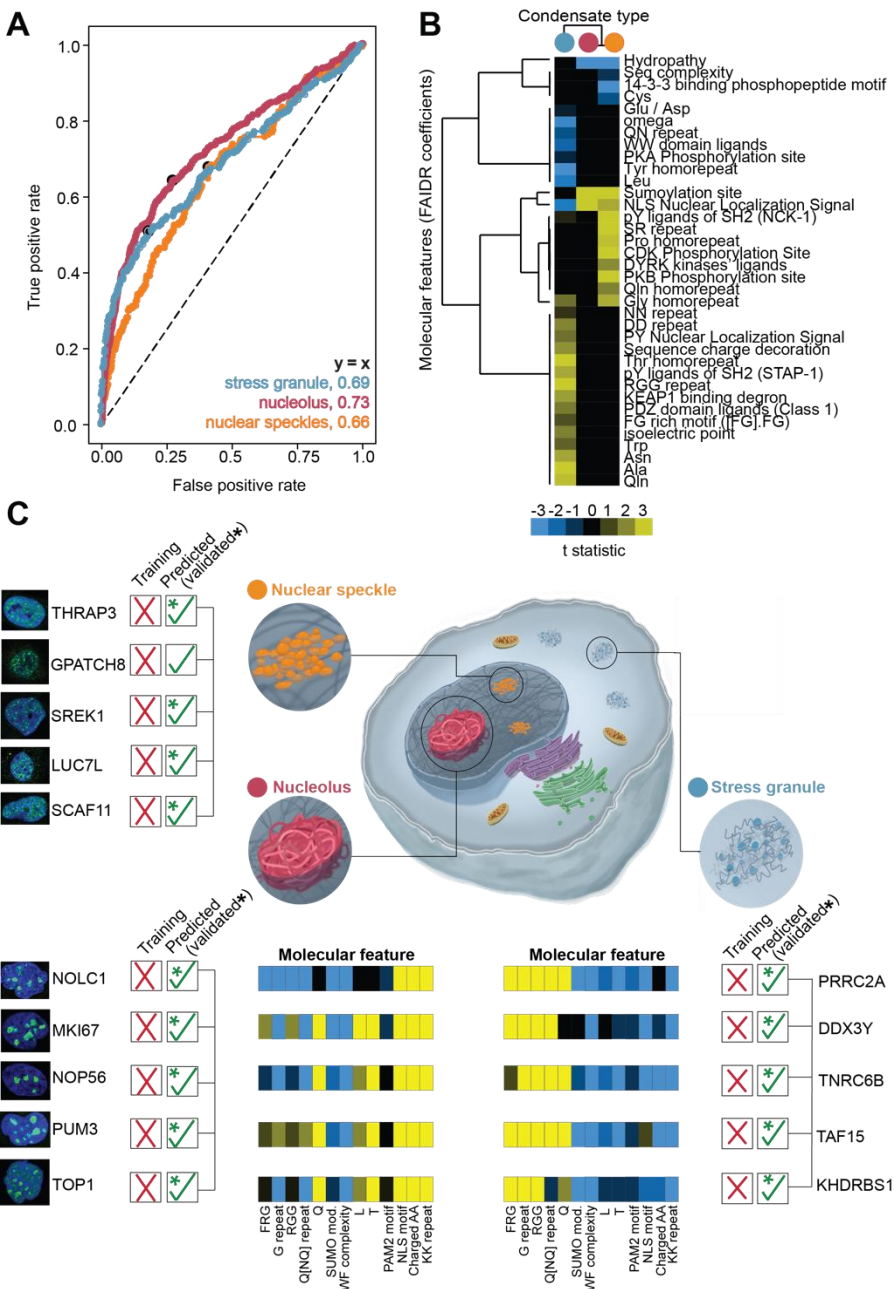 A
True positive rate
1.0
0.8
0.6
0.4
0.2
0.0
y = x
stress granule, 0.69
nucleolus, 0.73
nuclear speckles, 0.66
0.00
0.25
0.50
0.75
1.0
False positive rate
B
Condensate type
Molecular features (FAIDR coefficients)
Hydropathy
Seq complexity
14-3-3 binding phosphopeptide motif
Cys
Glu / Asp
omega
QN repeat
WW domain ligands
PKA Phosphorylation site
Tyr homorepeat
Leu
Sumoylation site
NLS Nuclear Localization Signal
pY ligands of SH2 (NCK-1)
SR repeat
Pro homorepeat
CDK Phosphorylation Site
DYRK kinases' ligands
PKB Phosphorylation site
Qln homorepeat
Gly homorepeat
NN repeat
DD repeat
PY Nuclear Localization Signal
Sequence charge decoration
Thr homorepeat
pY ligands of SH2 (STAP-1)
RGG repeat
KEAP1 binding degron
PDZ domain ligands (Class 1)
FG rich motif ([FG].FG)
isoelectric point
Trp
Asn
Ala
Qln
-3 -2 -1 0 1 2 3
t statistic
C
Training
Predicted
(validated*)
THRAP3
GPATCH8
SREK1
LUC7L
SCAF11
Nuclear speckle
Nucleolus
Stress granule
Training
Predicted
(validated*)
NOLC1
MKI67
NOP56
PUM3
TOP1
Molecular feature
FRG
G repeat
RGG
Q[NQ] repeat
Q
SUMO mod.
WF complexity
L
T
PAM2 motif
NLS motif
Charged AA
KK repeat
Molecular feature
FRG
G repeat
RGG
Q[NQ] repeat
Q
SUMO mod.
WF complexity
L
T
PAM2 motif
NLS motif
Charged AA
KK repeat
Training
Predicted
(validated*)
PRRC2A
DDX3Y
TNRC6B
TAF15
KHDRBS1